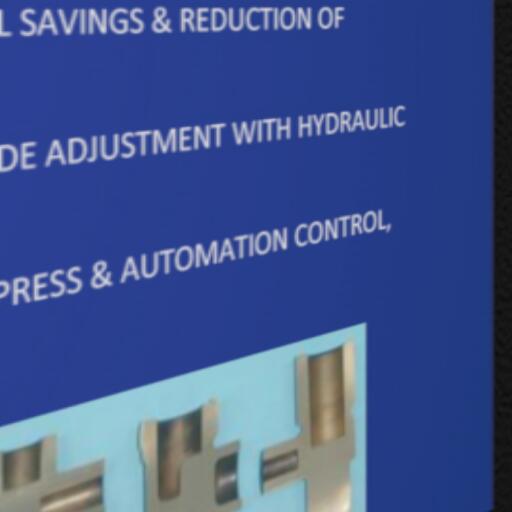 L SAVINGS & REDUCTION OF
DE ADJUSTMENT WITH HYDRAULIC
PRESS & AUTOMATION CONTROL,